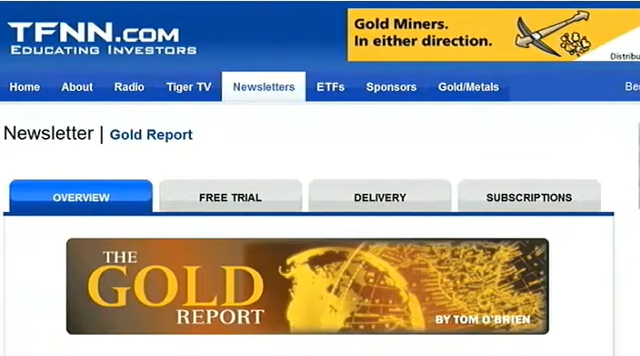 TFNN.COM
EDUCATING INVESTORS
Gold Miners.
In either direction.
Home About Radio Tiger TV Newsletters ETFs Sponsors Gold/Metals
Newsletter | Gold Report
OVERVIEW FREE TRIAL DELIVERY SUBSCRIPTIONS
THE
GOLD
REPORT
BY TOM O'BRIEN